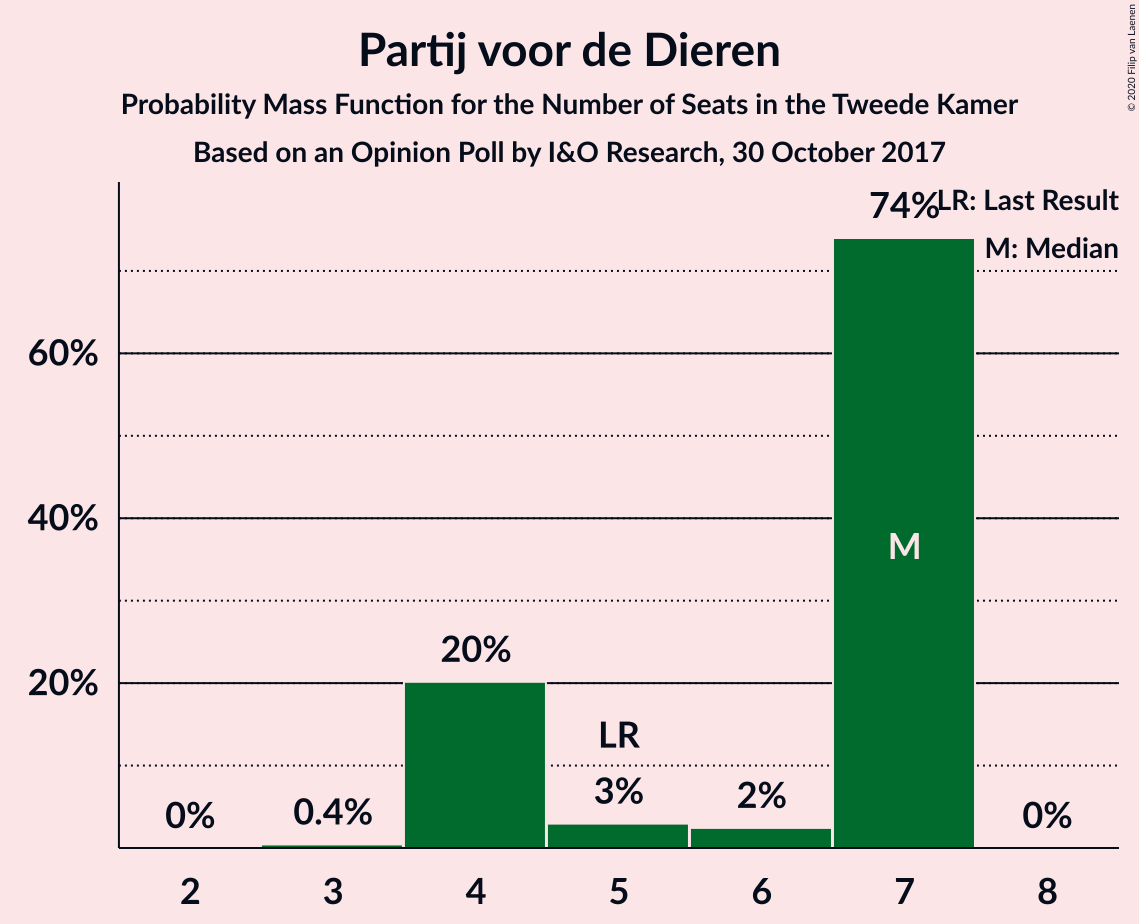 Partij voor de Dieren
Probability Mass Function for the Number of Seats in the Tweede Kamer
Based on an Opinion Poll by I&O Research, 30 October 2017
© 2020 Filip van Laenen
LR: Last Result
M: Median
74%
60%
40%
20%
M
20%
LR
0%
0.4%
3%
2%
0%
2 3 4 5 6 7 8